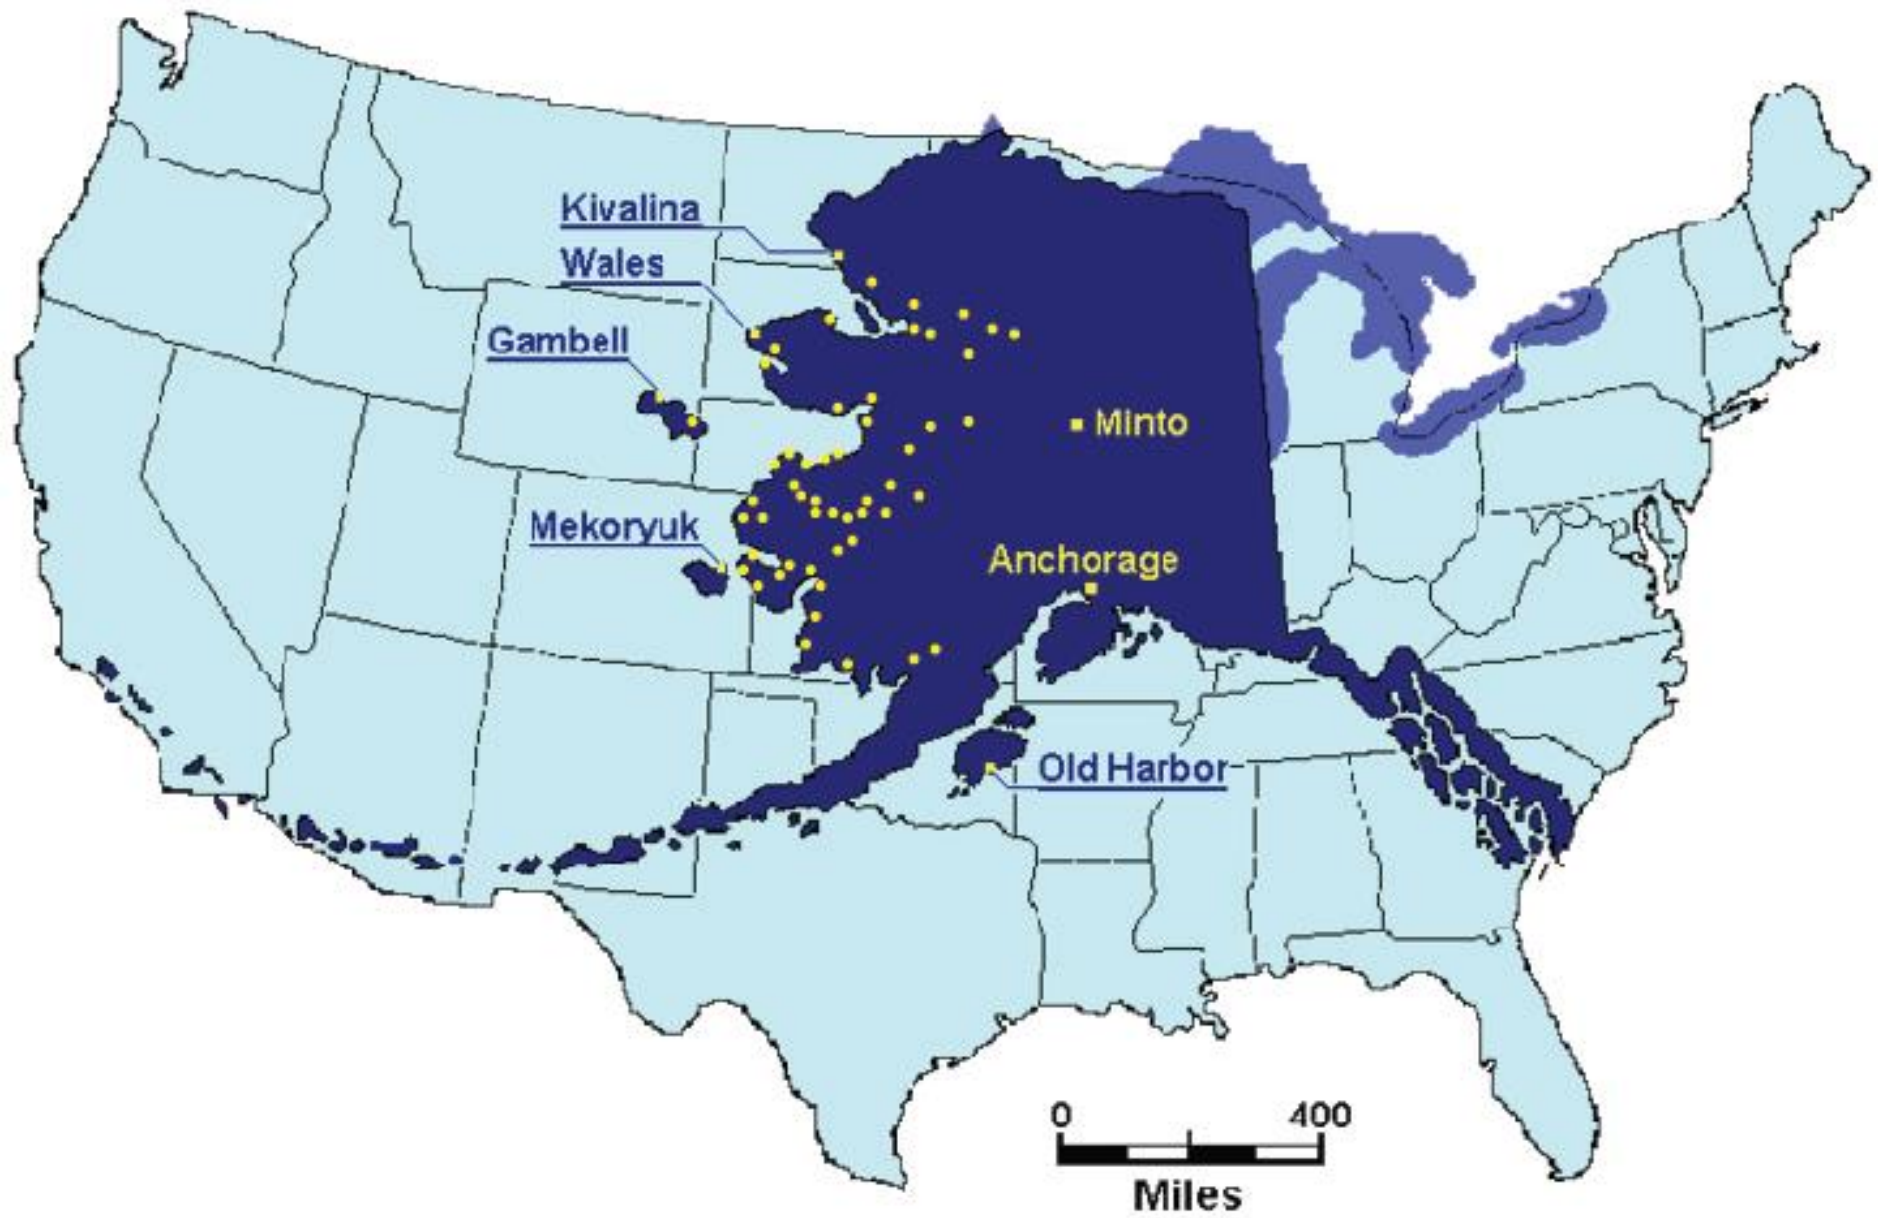 Kivalina
Wales
Gambell
Minto
Mekoryuk
Anchorage
Old Harbor
0 400
Miles